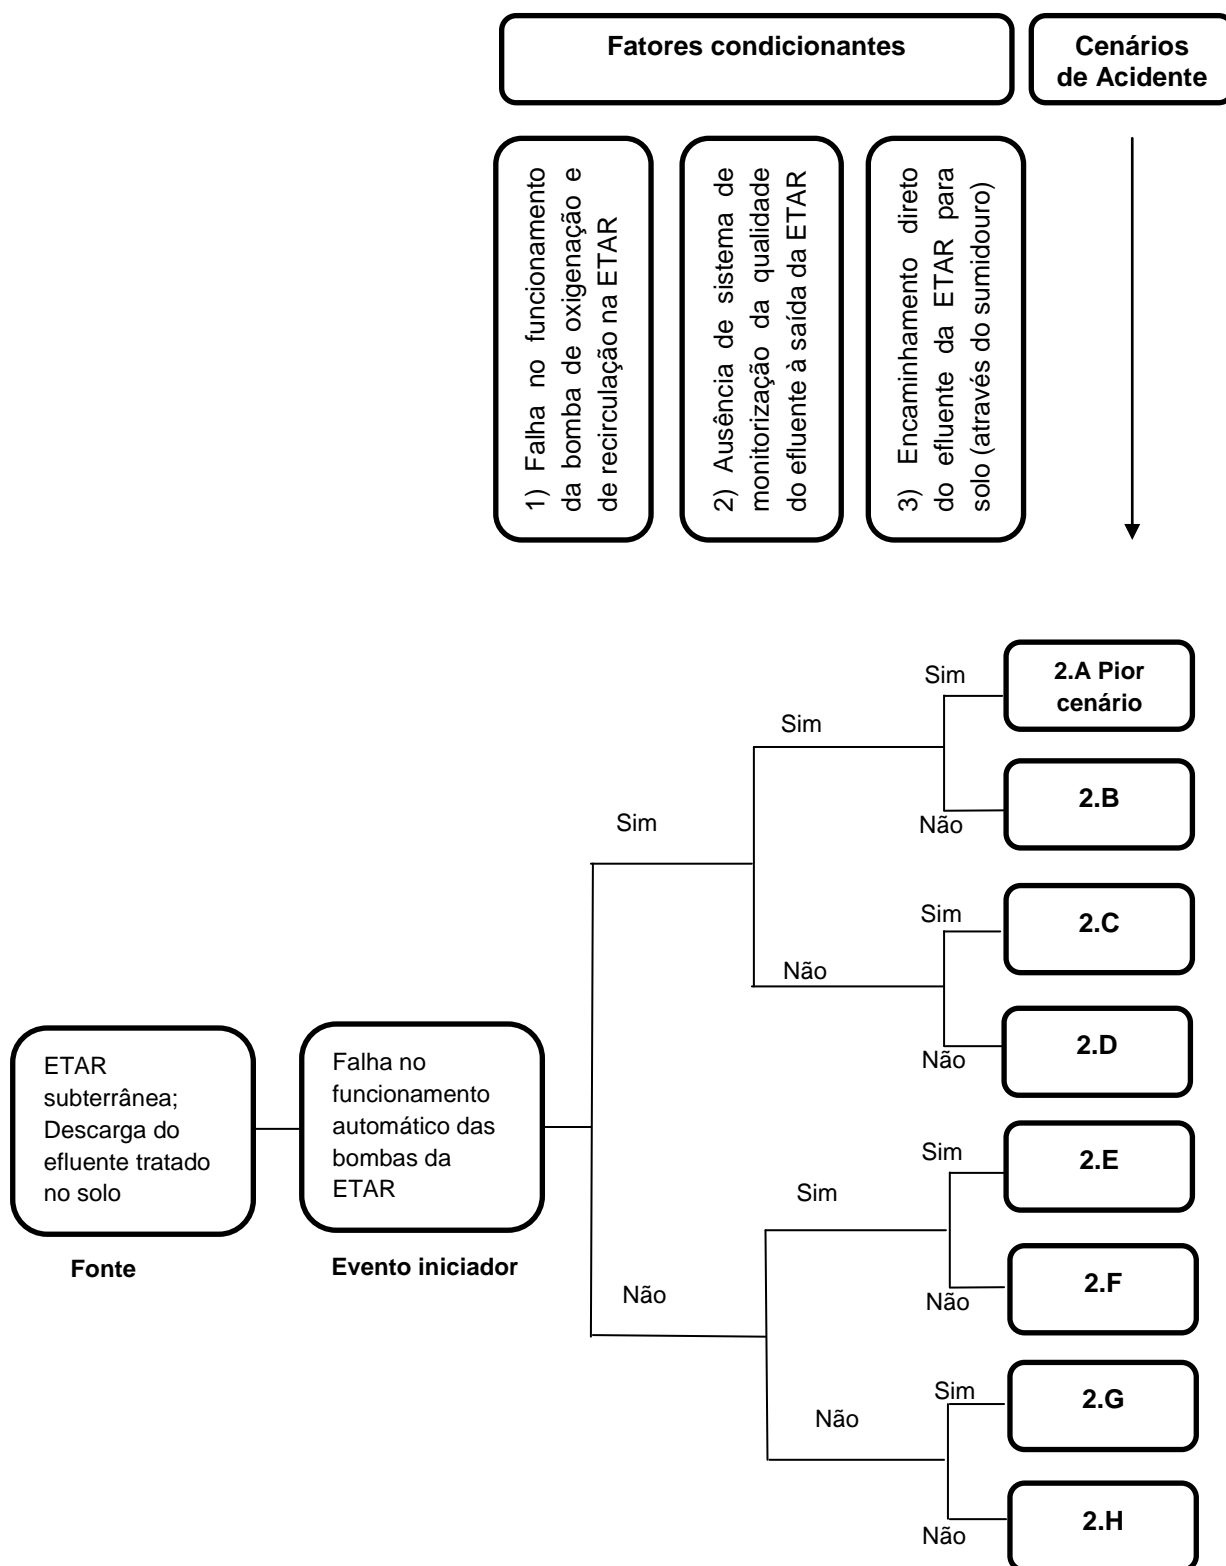 Fatores condicionantes
Cenários
de Acidente
1) Falha no funcionamento
da bomba de oxigenação e
de recirculação na ETAR
2) Ausência de sistema de
monitorização da qualidade
do efluente à saída da ETAR
3) Encaminhamento direto
do efluente da ETAR para
solo (através do sumidouro)
Sim
2.A Pior
cenário
Sim
2.B
Não
Sim
Sim
2.C
Não
2.D
Não
ETAR
subterrânea;
Descarga do
efluente tratado
no solo
Fonte
Falha no
funcionamento
automático das
bombas da
ETAR
Evento iniciador
Sim
2.E
Sim
2.F
Não
Não
Sim
2.G
Não
2.H
Não